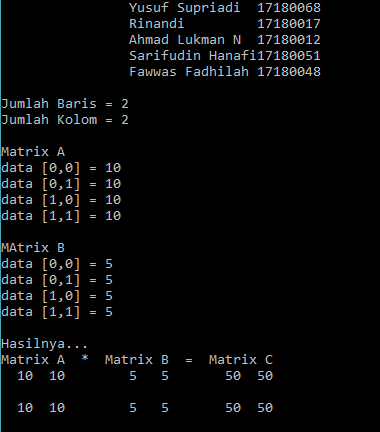 Yusuf Supriadi 17180068
Rinandi 17180017
Ahmad Lukman N 17180012
Sarifudin Hanafi17180051
Fawwas Fadhilah 17180048
Jumlah Baris = 2
Jumlah Kolom = 2
Matrix A
data [0,0] = 10
data [0,1] = 10
data [1,0] = 10
data [1,1] = 10
MAtrix B
data [0,0] = 5
data [0,1] = 5
data [1,0] = 5
data [1,1] = 5
Hasilnya...
Matrix A * Matrix B = Matrix C
10 10 5 5 50 50
10 10 5 5 50 50